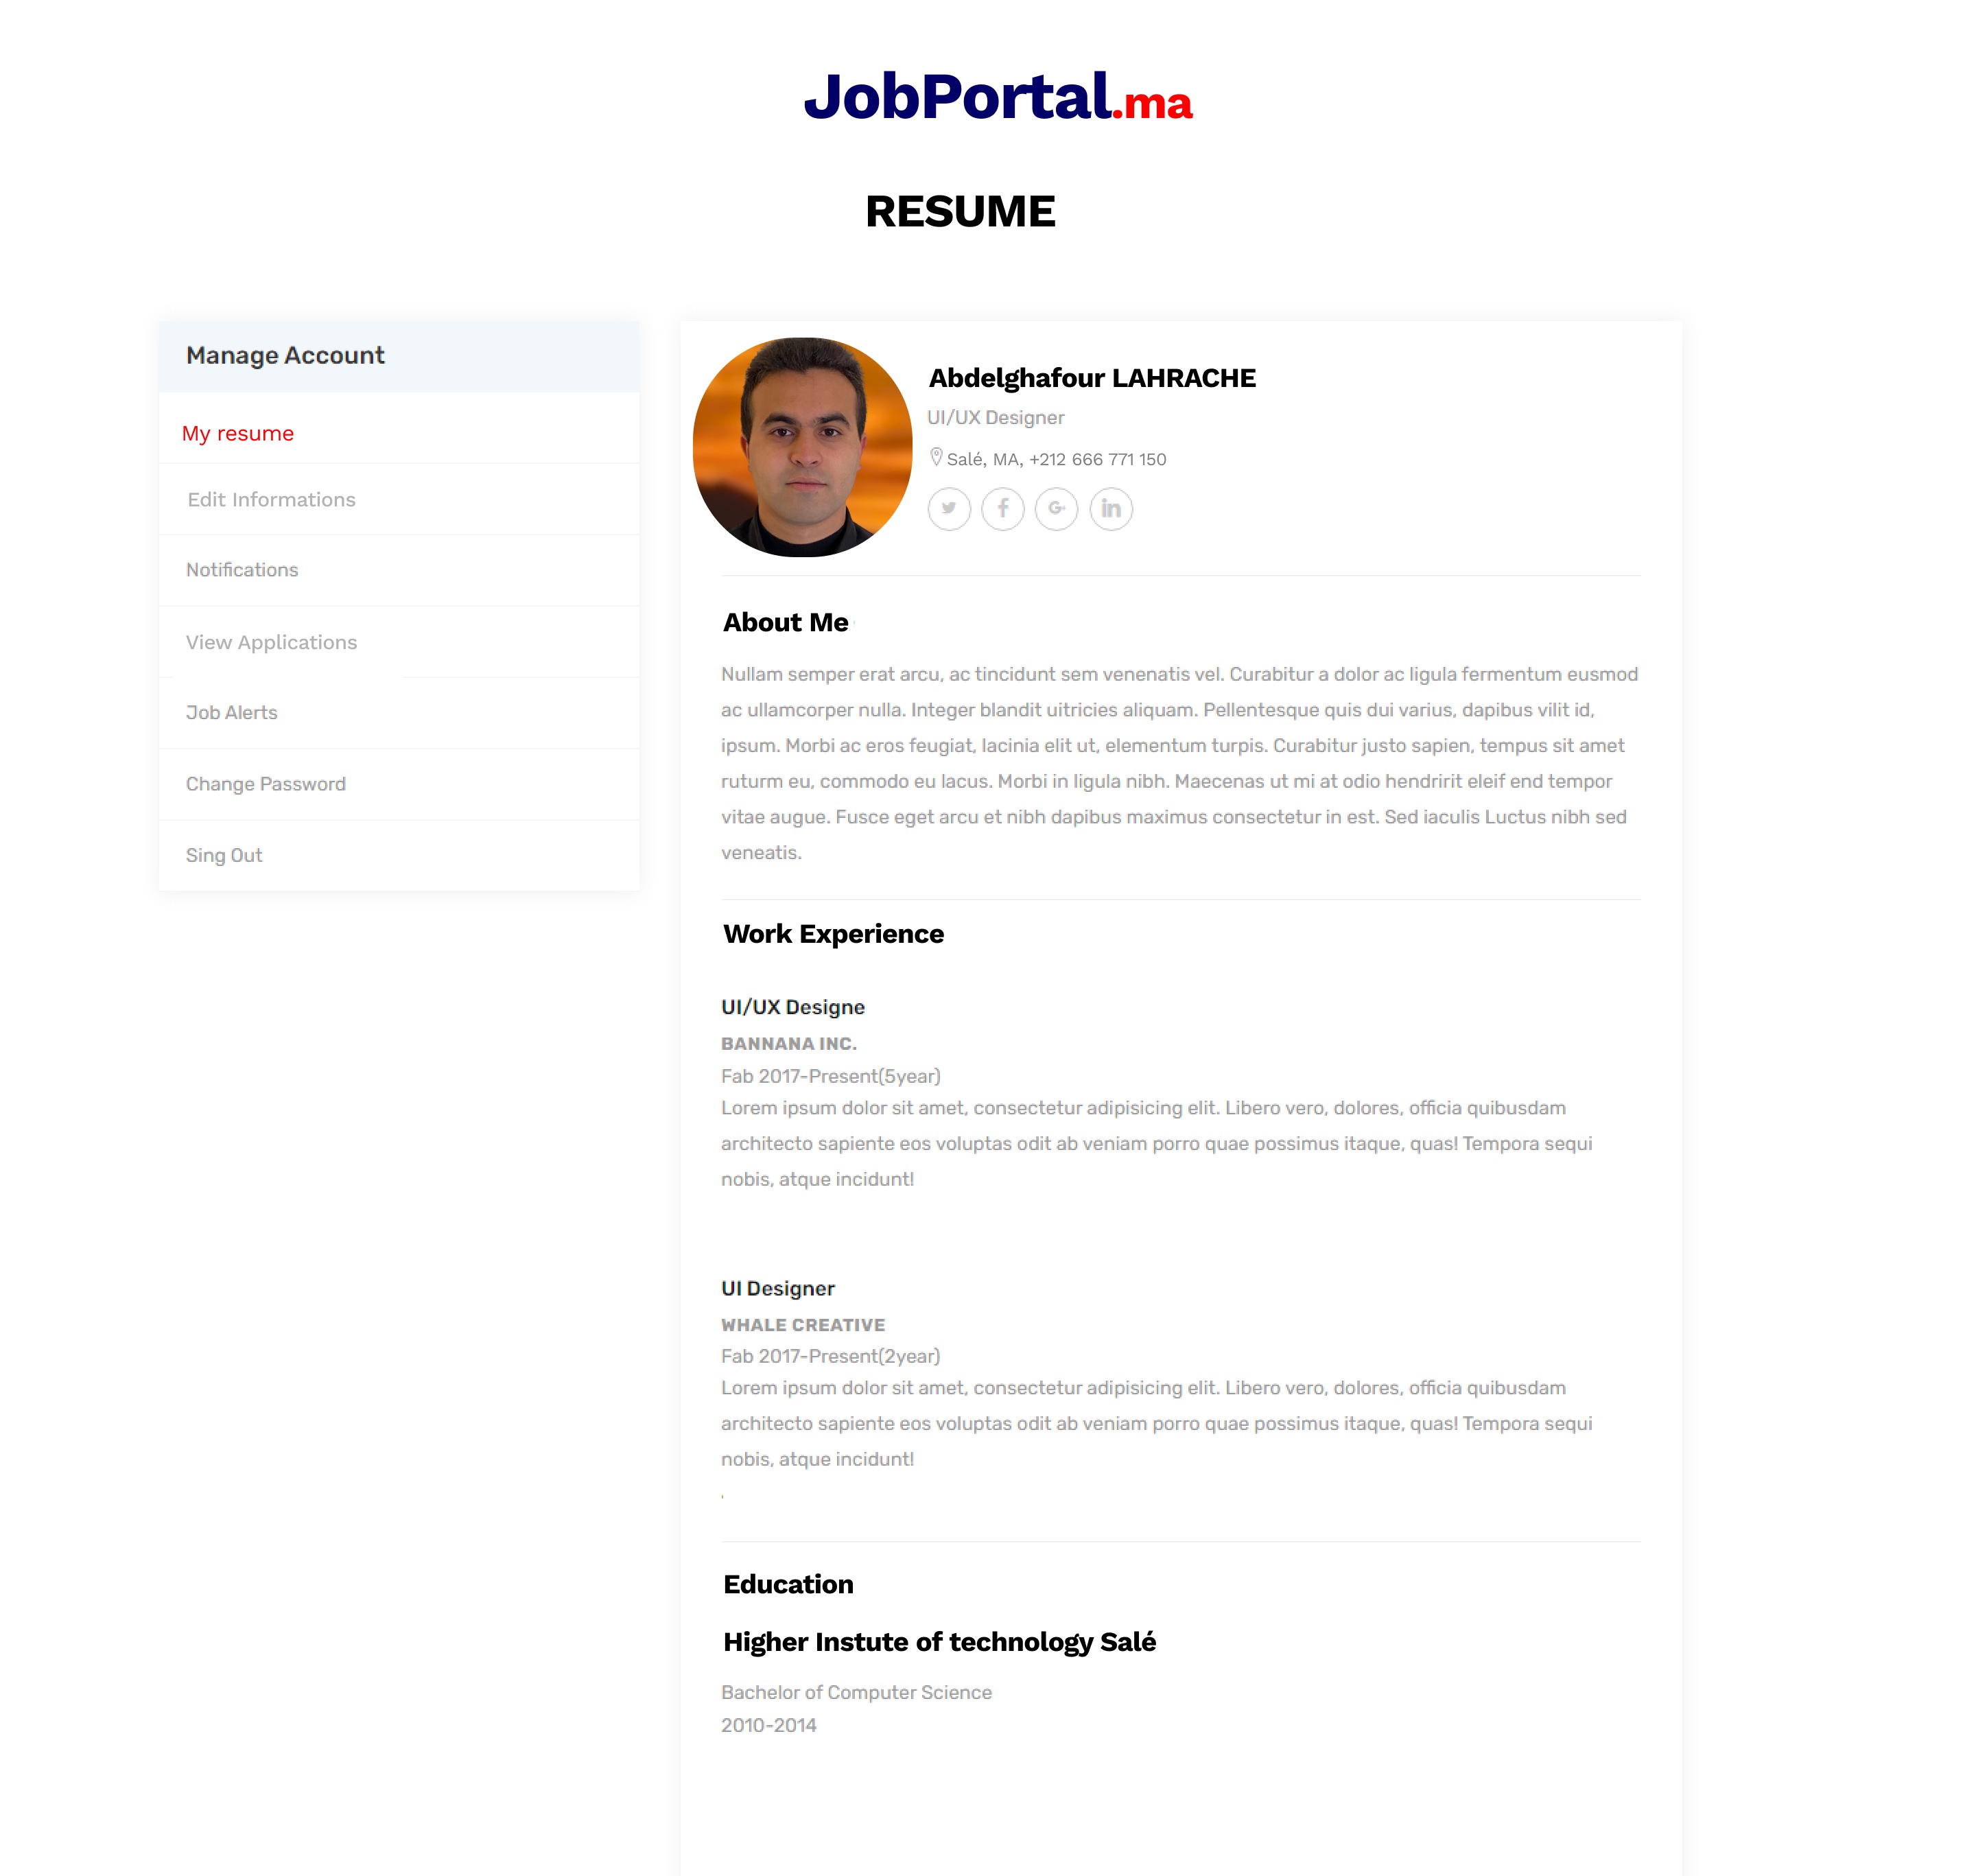 JobPortal.ma
RESUME
Manage Account
My resume
Edit Informations
Notifications
View Applications
Job Alerts
Change Password
Sing Out
Abdelghafour LAHRACHE
UI/UX Designer
Salé, MA, +212 666 771 150
About Me
Nullam semper erat arcu, ac tincidunt sem venenatis vel. Curabitur a dolor ac ligula fermentum eusmod
ac ullamcorper nulla. Integer blandit uitricies aliquam. Pellentesque quis dui varius, dapibus vilit id,
ipsum. Morbi ac eros feugiat, lacinia elit ut, elementum turpis. Curabitur justo sapien, tempus sit amet
ruturm eu, commodo eu lacus. Morbi in ligula nibh. Maecenas ut mi at odio hendririt eleif end tempor
vitae augue. Fusce eget arcu et nibh dapibus maximus consectetur in est. Sed iaculis Luctus nibh sed
veneatis.
Work Experience
UI/UX Designe
BANNANA INC.
Fab 2017-Present(5year)
Lorem ipsum dolor sit amet, consectetur adipisicing elit. Libero vero, dolores, officia quibusdam
architecto sapiente eos voluptas odit ab veniam porro quae possimus itaque, quas! Tempora sequi
nobis, atque incidunt!
UI Designer
WHALE CREATIVE
Fab 2017-Present(2year)
Lorem ipsum dolor sit amet, consectetur adipisicing elit. Libero vero, dolores, officia quibusdam
architecto sapiente eos voluptas odit ab veniam porro quae possimus itaque, quas! Tempora sequi
nobis, atque incidunt!
Education
Higher Instute of technology Salé
Bachelor of Computer Science
2010-2014